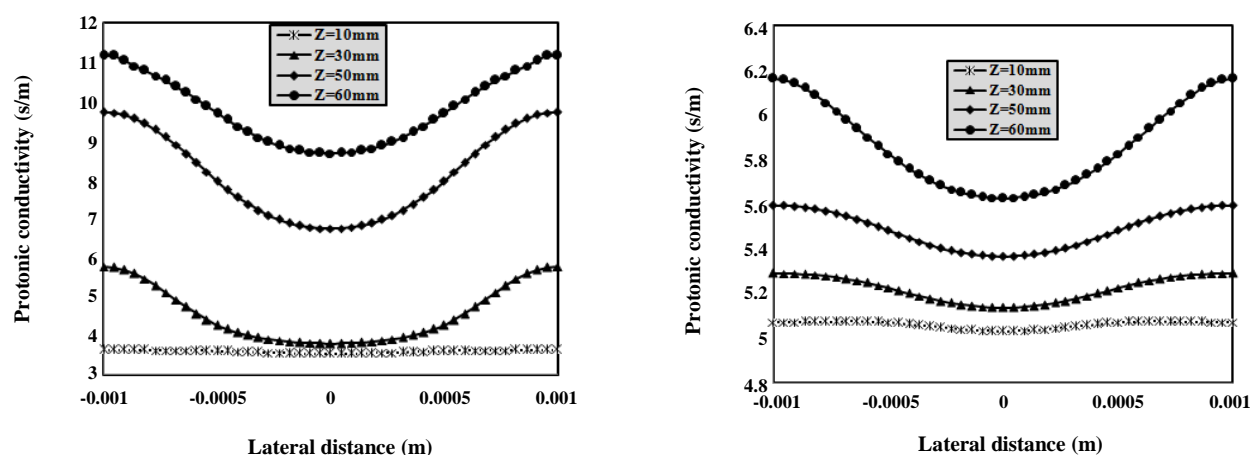 12
11
10
9
8
7
6
5
4
3
Protonic conductivity (s/m)
Z=10mm
Z=30mm
Z=50mm
Z=60mm
-0.001
-0.0005
0
0.0005
0.001
Lateral distance (m)
6.4
6.2
6
5.8
5.6
5.4
5.2
5
4.8
Protonic conductivity (s/m)
Z=10mm
Z=30mm
Z=50mm
Z=60mm
-0.001
-0.0005
0
0.0005
0.001
Lateral distance (m)